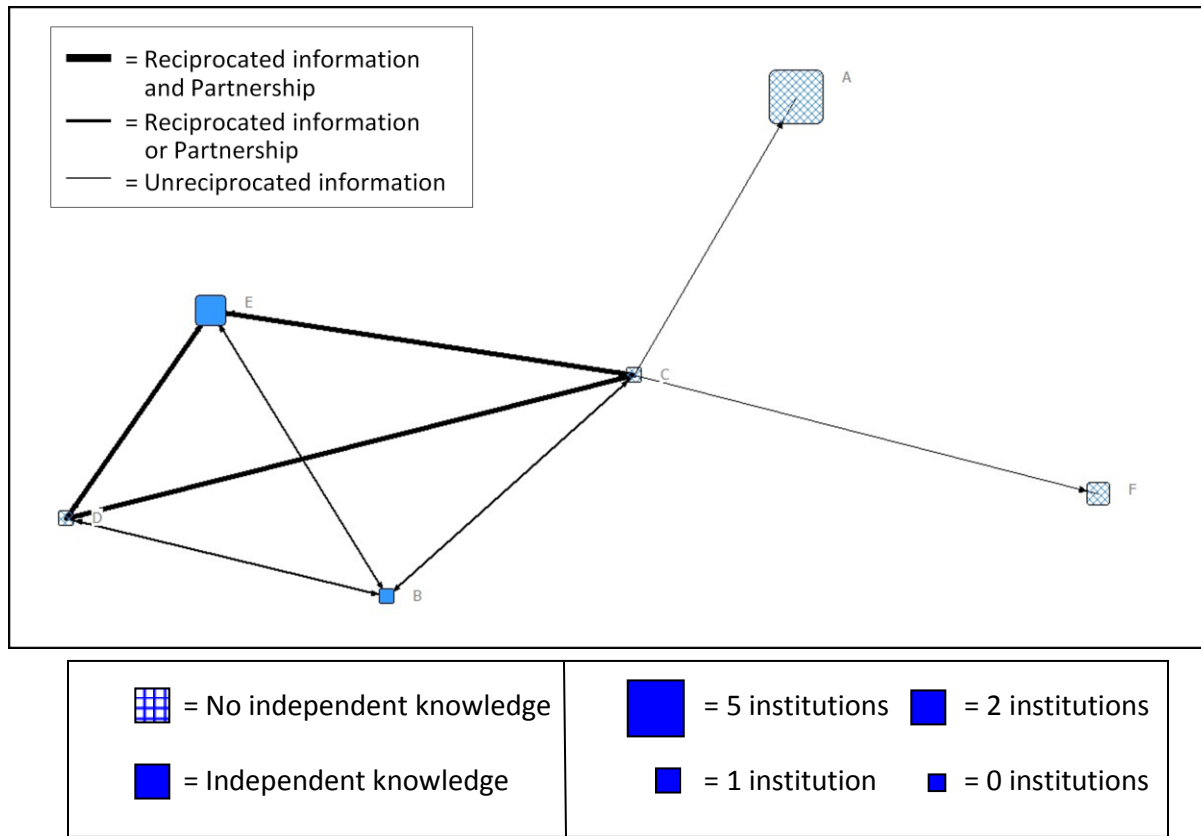 = Reciprocated information
and Partnership
= Reciprocated information
or Partnership
= Unreciprocated information
A
E
C
F
D
B
= No independent knowledge
= Independent knowledge
= 5 institutions
= 2 institutions
= 1 institution
= 0 institutions